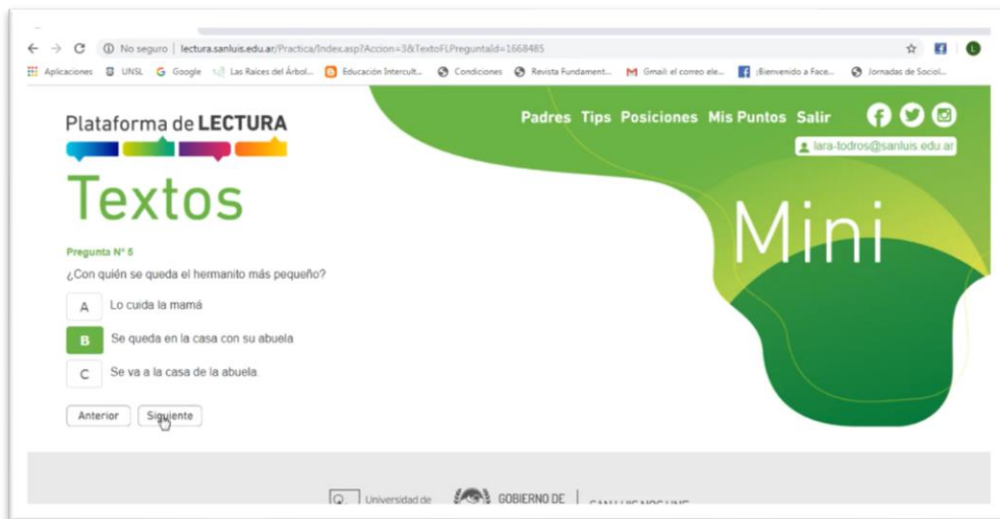 No seguro | lectura.sanluis.edu.ar/Practica/Index.asp?Accion=3&TextoFLPreguntaId=1668485
Aplicaciones UNSL Google Las Raices del Árbol... Educación Intercult... Condiciones Revista Fundament... Gmail: el correo ele... ¡Bienvenido a Face... Jornadas de Sociol...
Plataforma de LECTURA
Padres Tips Posiciones Mis Puntos Salir
lara-todros@sanluis.edu.ar
Textos
Mini
Pregunta N° 5
¿Con quién se queda el hermanito más pequeño?
A Lo cuida la mamá
B Se queda en la casa con su abuela
C Se va a la casa de la abuela.
Anterior Siguiente
Universidad de GOBIERNO DE